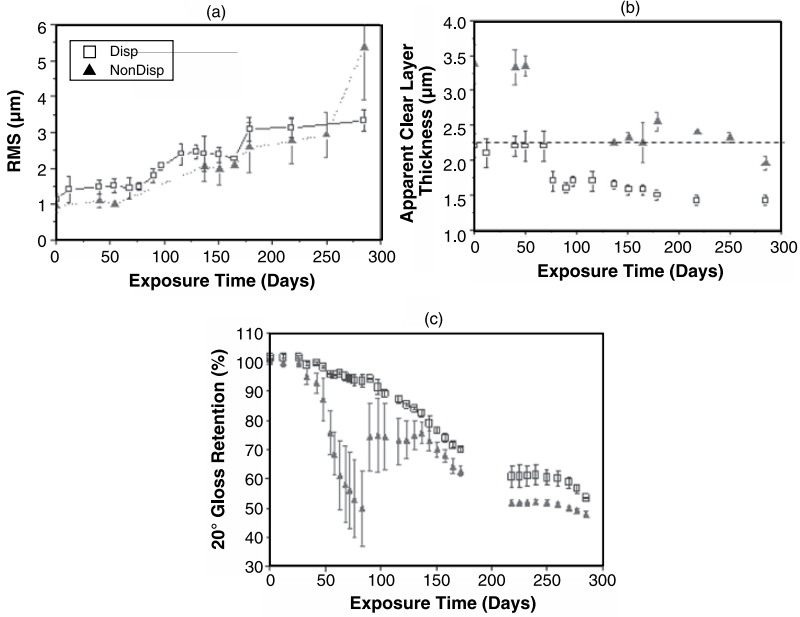 (a)
6
5
4
3
2
1
0
RMS (µm)
Disp
NonDisp
0 50 100 150 200 250 300
Exposure Time (Days)
(b)
4.0
3.5
3.0
2.5
2.0
1.5
1.0
Apparent Clear Layer
Thickness (µm)
0 50 100 150 200 250 300
Exposure Time (Days)
(c)
110
100
90
80
70
60
50
40
30
20° Gloss Retention (%)
0 50 100 150 200 250 300
Exposure Time (Days)